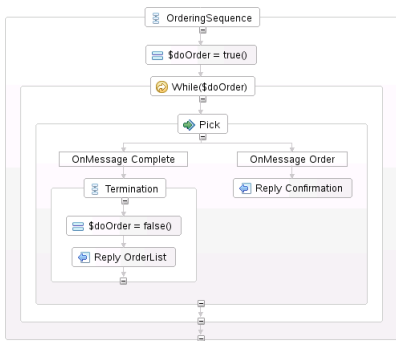 OrderingSequence
$doOrder = true()
While($doOrder)
Pick
OnMessage Complete
OnMessage Order
Termination
Reply Confirmation
$doOrder = false()
Reply OrderList